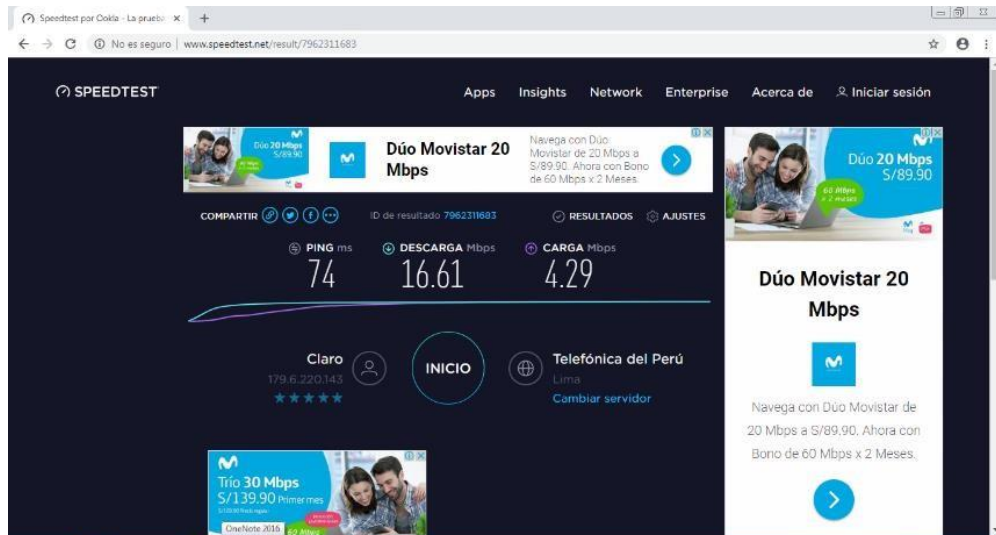 Speedtest por Ookla - La prueba
No es seguro | www.speedtest.net/result/7962311683
SPEEDTEST
Apps Insights Network Enterprise Acerca de Iniciar sesión
Dúo 20 Mbps
S/89.90
Dúo Movistar 20
Mbps
Navega con Dúo
Movistar de 20 Mbps a
S/89.90. Ahora con Bono
de 60 Mbps x 2 Meses.
Dúo 20 Mbps
S/89.90
60 Mbps
x 2 meses
COMPARTIR ID de resultado 7962311683 RESULTADOS AJUSTES
PING ms DESCARGA Mbps CARGA Mbps
74 16.61 4.29
Dúo Movistar 20
Mbps
Claro
179.6.220.143
INICIO
Telefónica del Perú
Lima
Cambiar servidor
Navega con Dúo Movistar de
20 Mbps a S/89.90. Ahora con
Bono de 60 Mbps x 2 Meses.
Trío 30 Mbps
S/139.90 Primer mes
OneNote 2016
60 Mbps